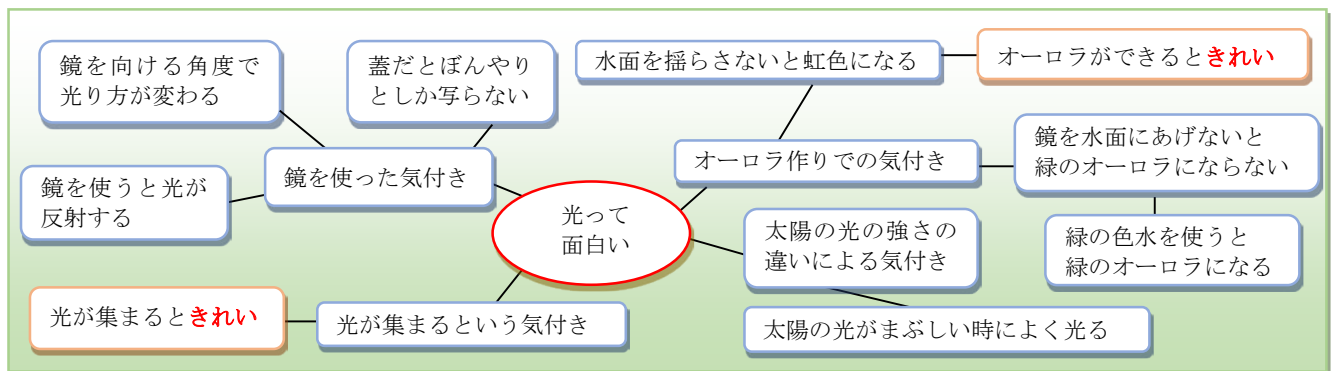 鏡を向ける角度で
光り方が変わる
蓋だとぼんやり
としか写らない
水面を揺らさないと虹色になる
オーロラができるときれい
鏡を使うと光が
反射する
鏡を使った気付き
オーロラ作りでの気付き
鏡を水面にあげないと
緑のオーロラにならない
光って
面白い
太陽の光の強さの
違いによる気付き
緑の色水を使うと
緑のオーロラになる
光が集まるときれい
光が集まるという気付き
太陽の光がまぶしい時によく光る